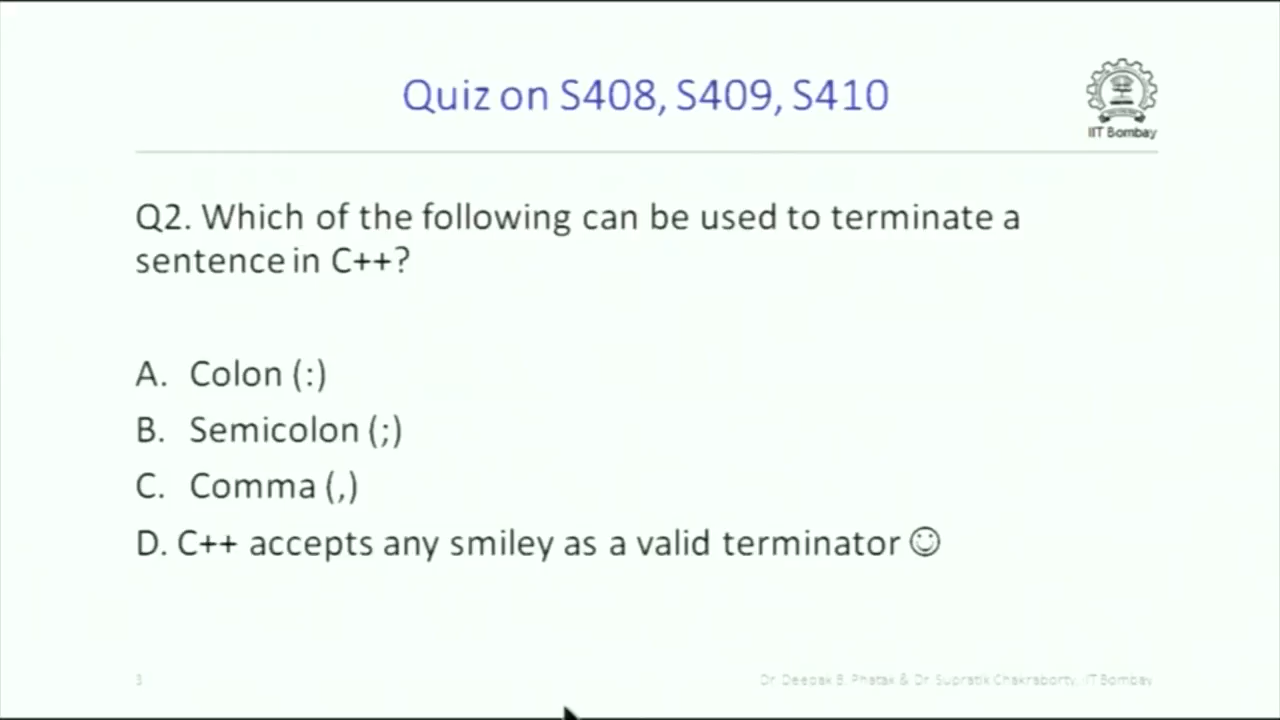 Quiz on S408, S409, S410
IIT Bombay
Q2. Which of the following can be used to terminate a
sentence in C++?
A. Colon (:)
B. Semicolon (;)
C. Comma (,)
D. C++ accepts any smiley as a valid terminator ☺
3
Dr. Deepak B. Phatak & Dr. Supratik Chakraborty, IIT Bombay